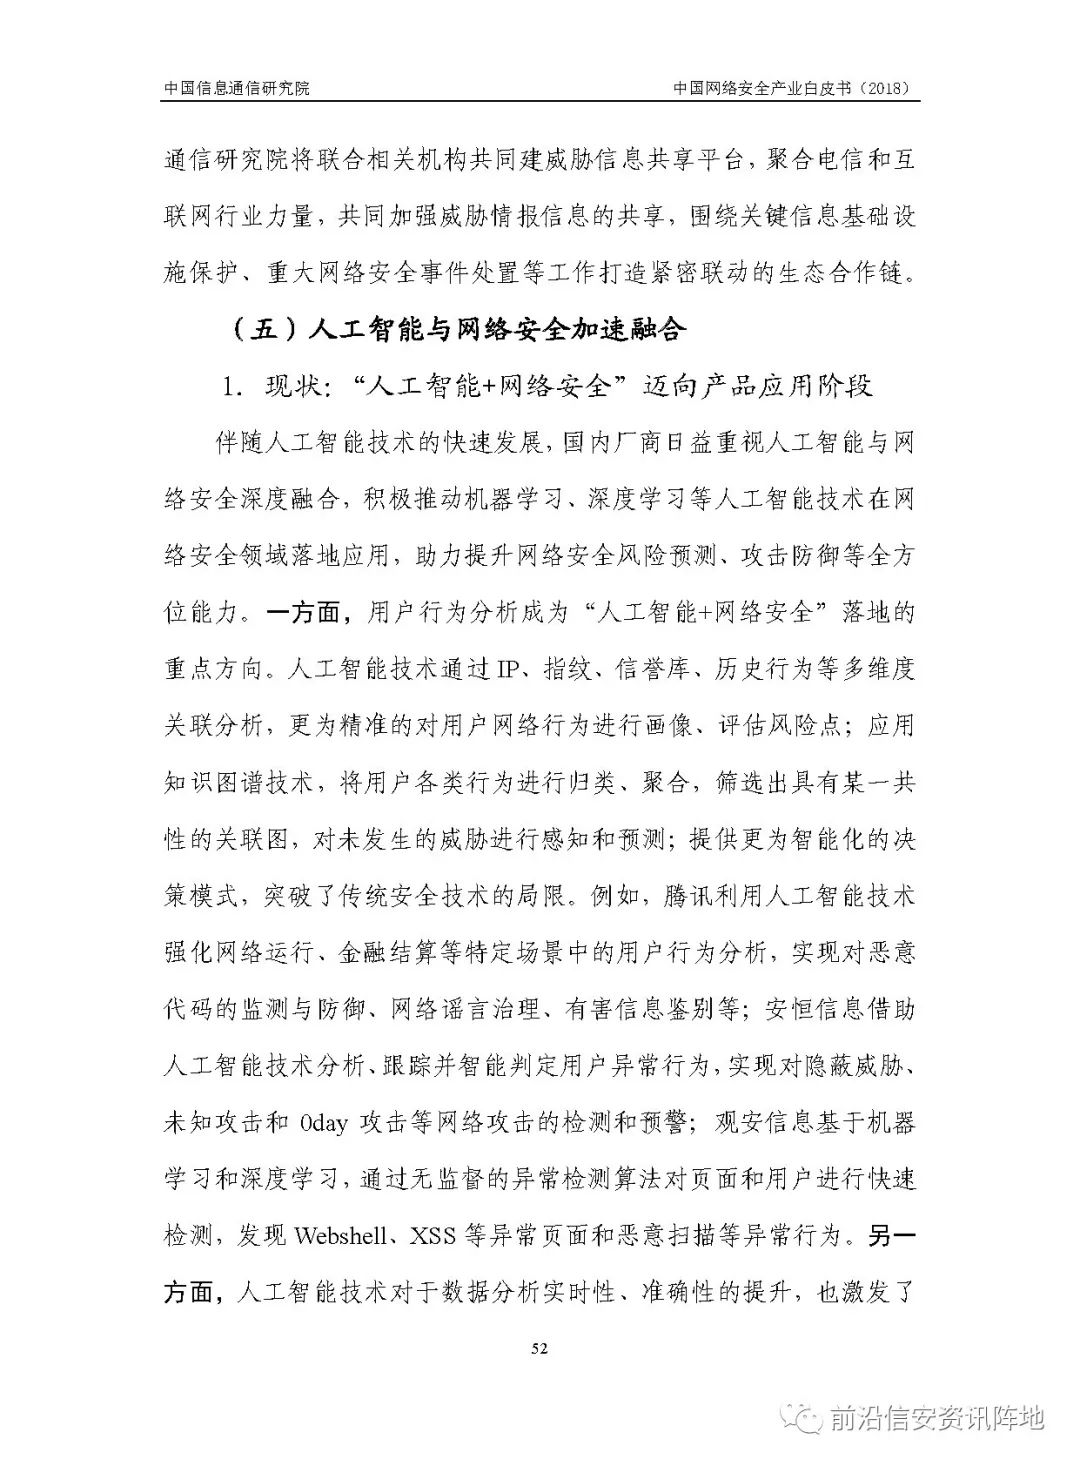 中国信息通信研究院 中国网络安全产业白皮书（2018）
通信研究院将联合相关机构共同建威胁信息共享平台，聚合电信和互
联网行业力量，共同加强威胁情报信息的共享，围绕关键信息基础设
施保护、重大网络安全事件处置等工作打造紧密联动的生态合作链。
（五）人工智能与网络安全加速融合
1. 现状：“人工智能+网络安全”迈向产品应用阶段
伴随人工智能技术的快速发展，国内厂商日益重视人工智能与网
络安全深度融合，积极推动机器学习、深度学习等人工智能技术在网
络安全领域落地应用，助力提升网络安全风险预测、攻击防御等全方
位能力。一方面，用户行为分析成为“人工智能+网络安全”落地的
重点方向。人工智能技术通过 IP、指纹、信誉库、历史行为等多维度
关联分析，更为精准的对用户网络行为进行画像、评估风险点；应用
知识图谱技术，将用户各类行为进行归类、聚合，筛选出具有某一共
性的关联图，对未发生的威胁进行感知和预测；提供更为智能化的决
策模式，突破了传统安全技术的局限。例如，腾讯利用人工智能技术
强化网络运行、金融结算等特定场景中的用户行为分析，实现对恶意
代码的监测与防御、网络谣言治理、有害信息鉴别等；安恒信息借助
人工智能技术分析、跟踪并智能判定用户异常行为，实现对隐蔽威胁、
未知攻击和 0day 攻击等网络攻击的检测和预警；观安信息基于机器
学习和深度学习，通过无监督的异常检测算法对页面和用户进行快速
检测，发现 Webshell、XSS 等异常页面和恶意扫描等异常行为。另一
方面，人工智能技术对于数据分析实时性、准确性的提升，也激发了
52
前沿信安资讯阵地